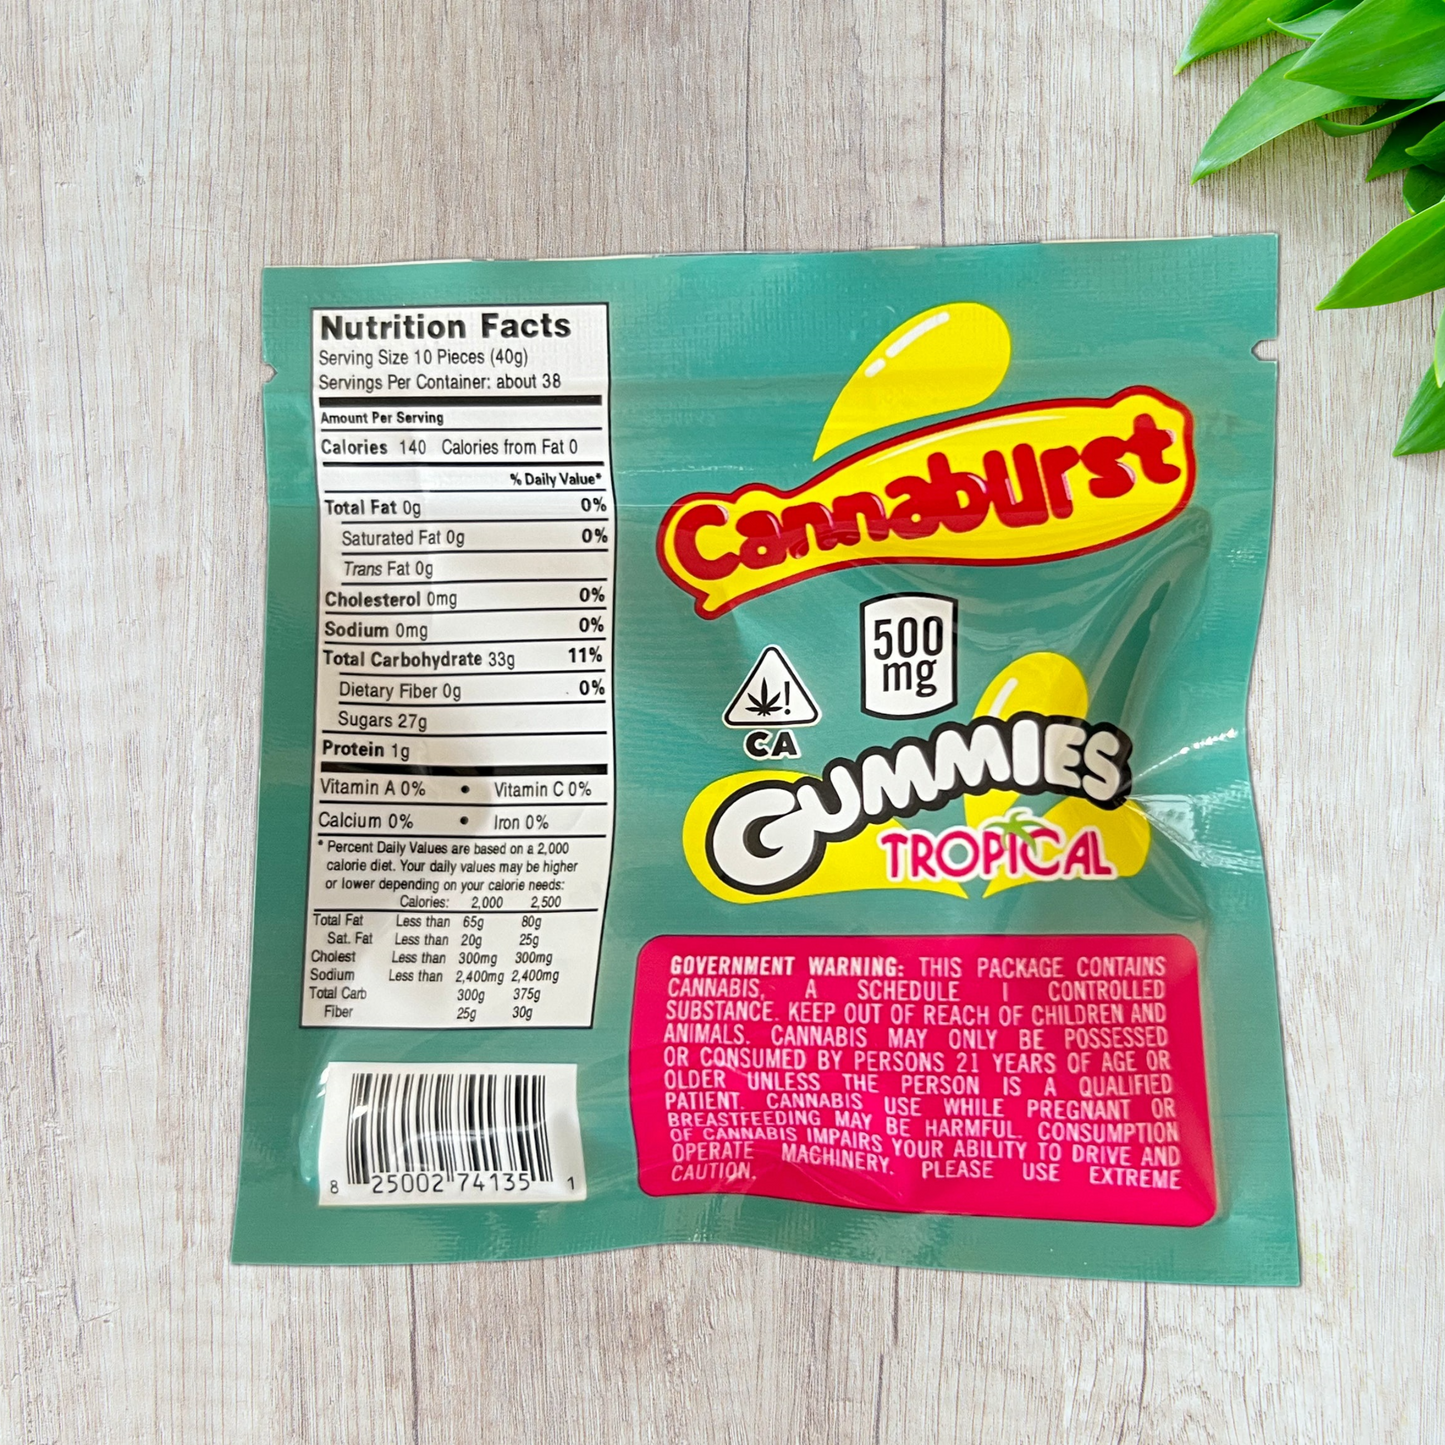 Nutrition Facts
Serving Size 10 Pieces (40g)
Servings Per Container: about 38
Amount Per Serving
Calories 140 Calories from Fat 0
% Daily Value*
Total Fat 0g 0%
Saturated Fat 0g 0%
Trans Fat 0g
Cholesterol 0mg 0%
Sodium 0mg 0%
Total Carbohydrate 33g 11%
Dietary Fiber 0g 0%
Sugars 27g
Protein 1g
Vitamin A 0% • Vitamin C 0%
Calcium 0% • Iron 0%
* Percent Daily Values are based on a 2,000
calorie diet. Your daily values may be higher
or lower depending on your calorie needs:
Calories: 2,000 2,500
Total Fat Less than 65g 80g
Sat. Fat Less than 20g 25g
Cholest Less than 300mg 300mg
Sodium Less than 2,400mg 2,400mg
Total Carb 300g 375g
Fiber 25g 30g
8 25002 74135 1
Cannaburst
500
mg
!
CA
GUMMIES
TROPICAL
GOVERNMENT WARNING: THIS PACKAGE CONTAINS
CANNABIS, A SCHEDULE I CONTROLLED
SUBSTANCE. KEEP OUT OF REACH OF CHILDREN AND
ANIMALS. CANNABIS MAY ONLY BE POSSESSED
OR CONSUMED BY PERSONS 21 YEARS OF AGE OR
OLDER UNLESS THE PERSON IS A QUALIFIED
PATIENT. CANNABIS USE WHILE PREGNANT OR
BREASTFEEDING MAY BE HARMFUL. CONSUMPTION
OF CANNABIS IMPAIRS YOUR ABILITY TO DRIVE AND
OPERATE MACHINERY. PLEASE USE EXTREME
CAUTION.